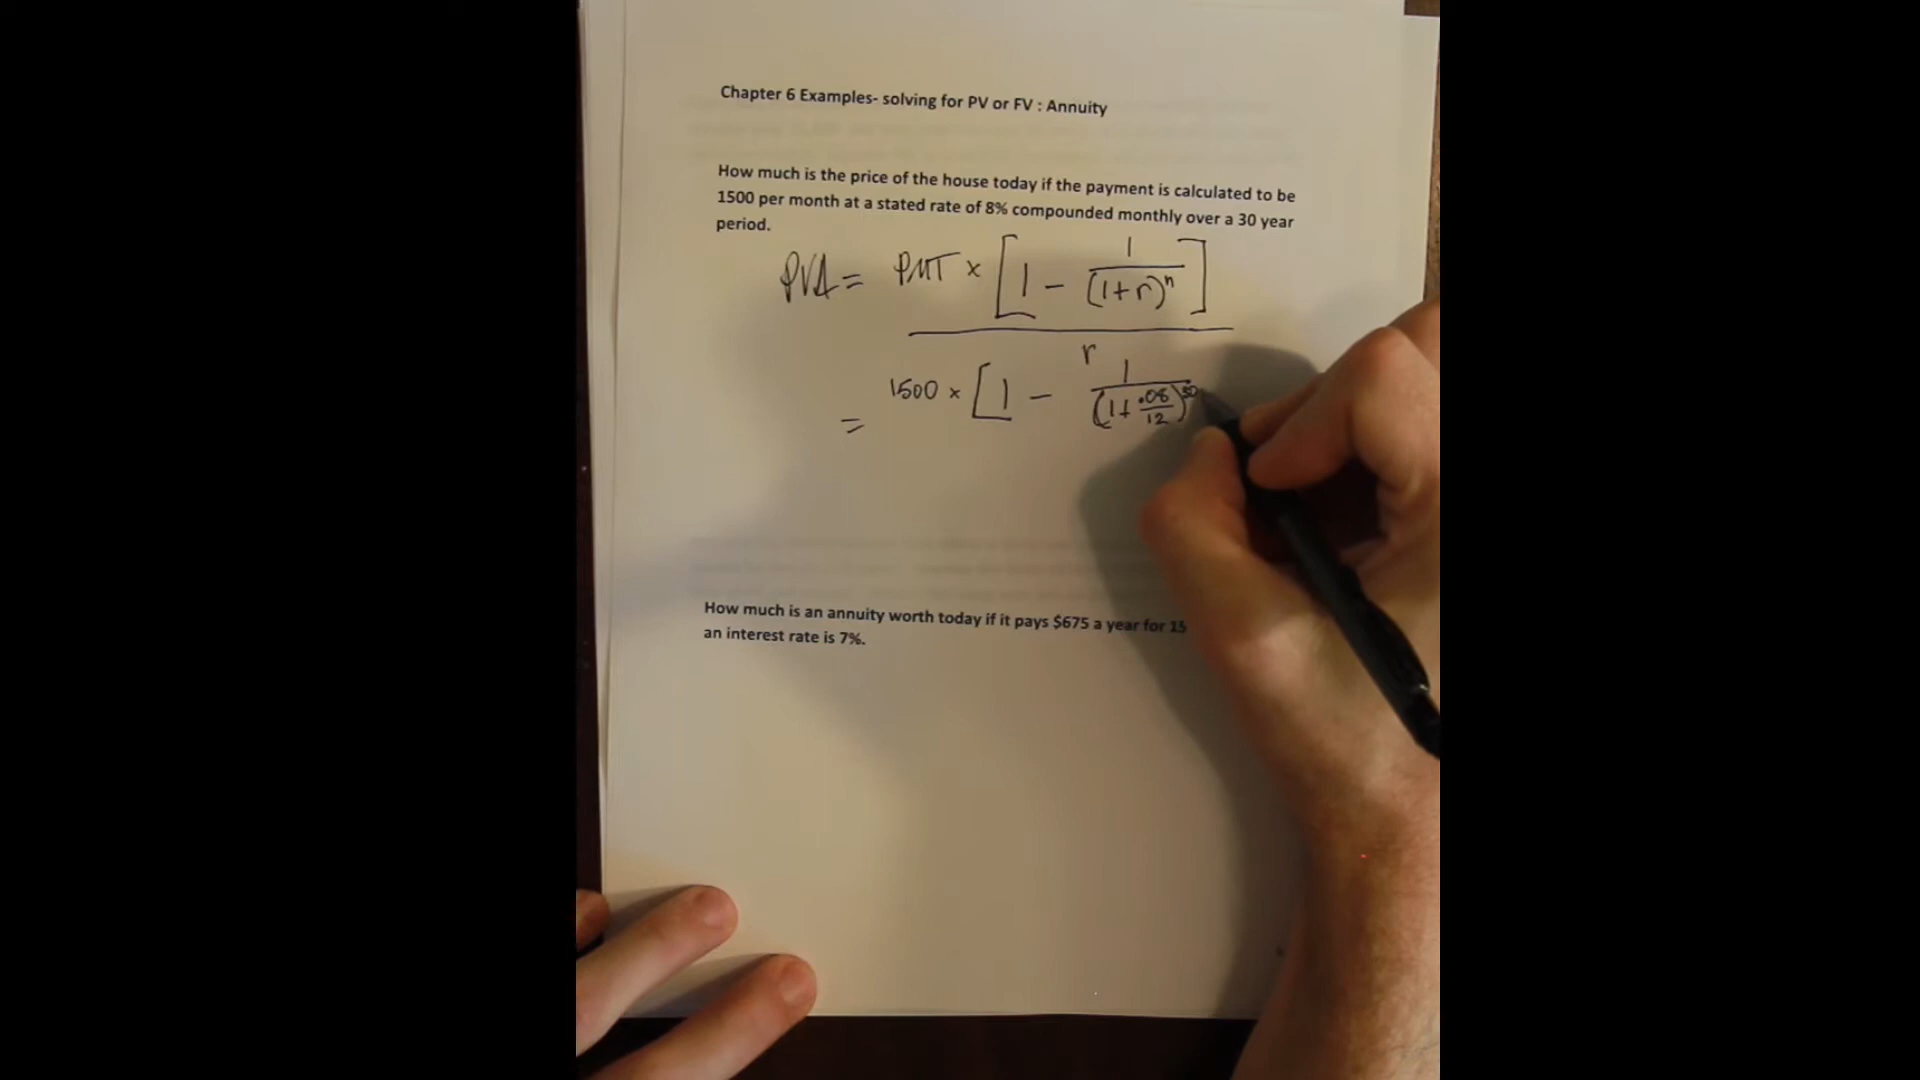 Chapter 6 Examples- solving for PV or FV : Annuity
How much is the price of the house today if the payment is calculated to be
1500 per month at a stated rate of 8% compounded monthly over a 30 year
period.
PVA = PMT × [1 - 1/(1+r)^n]
r
= 1500 × [1 - 1/(1+.08/12)^30
How much is an annuity worth today if it pays $675 a year for 15
an interest rate is 7%.